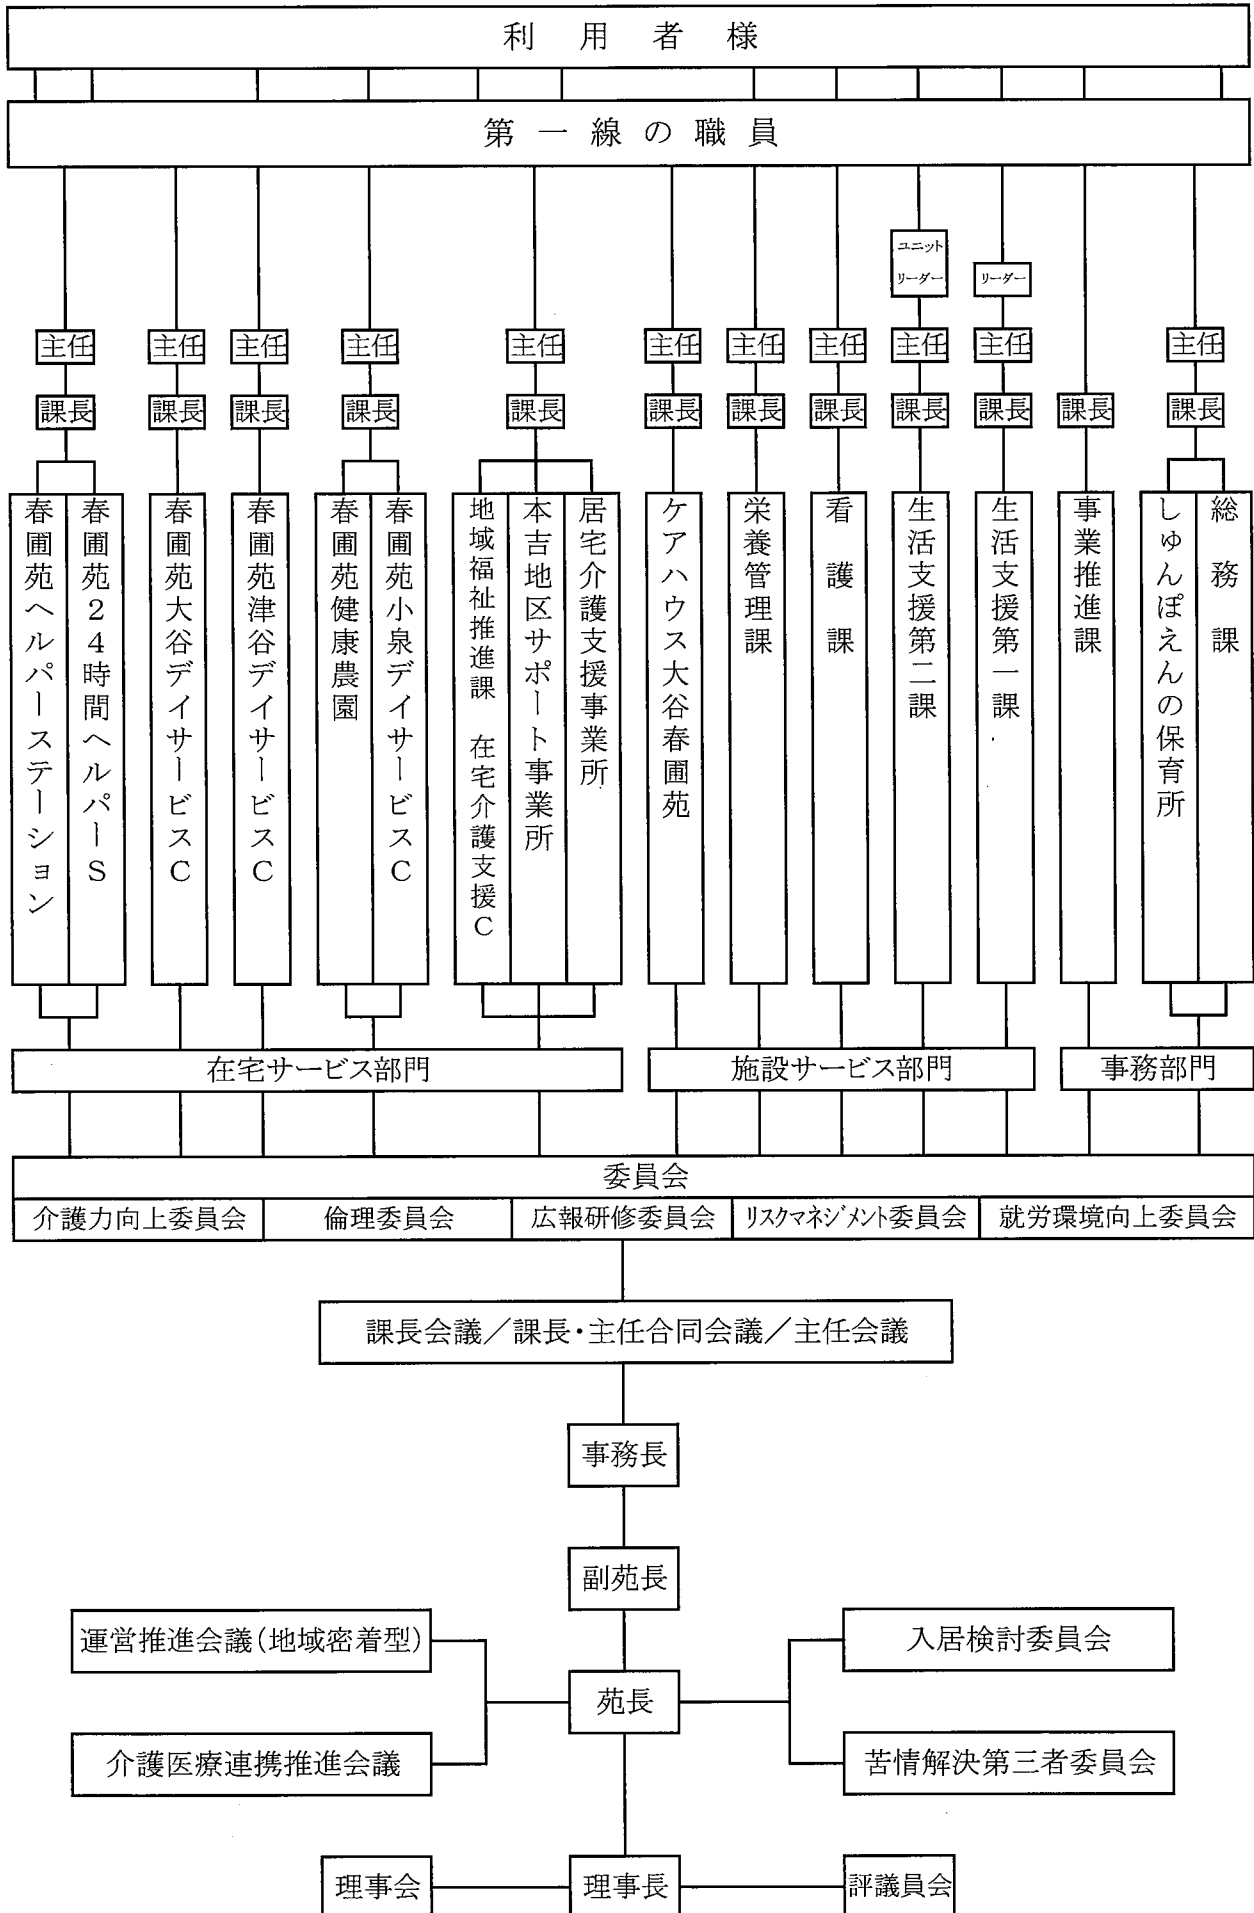 利用者様
第一線の職員
ユニット
リーダー
リーダー
主任
主任
主任
主任
主任
主任
主任
主任
主任
主任
主任
課長
課長
課長
課長
課長
課長
課長
課長
課長
課長
課長
課長
春圃苑ヘルパーステーション
春圃苑24時間ヘルパーS
春圃苑大谷デイサービスC
春圃苑津谷デイサービスC
春圃苑健康農園
春圃苑小泉デイサービスC
地域福祉推進課 在宅介護支援C
本吉地区サポート事業所
居宅介護支援事業所
ケアハウス大谷春圃苑
栄養管理課
看護課
生活支援第二課
生活支援第一課
事業推進課
しゅんぽえんの保育所
総務課
在宅サービス部門
施設サービス部門
事務部門
委員会
介護力向上委員会
倫理委員会
広報研修委員会
リスクマネジメント委員会
就労環境向上委員会
課長会議/課長・主任合同会議/主任会議
事務長
副苑長
運営推進会議(地域密着型)
入居検討委員会
苑長
介護医療連携推進会議
苦情解決第三者委員会
理事会
理事長
評議員会